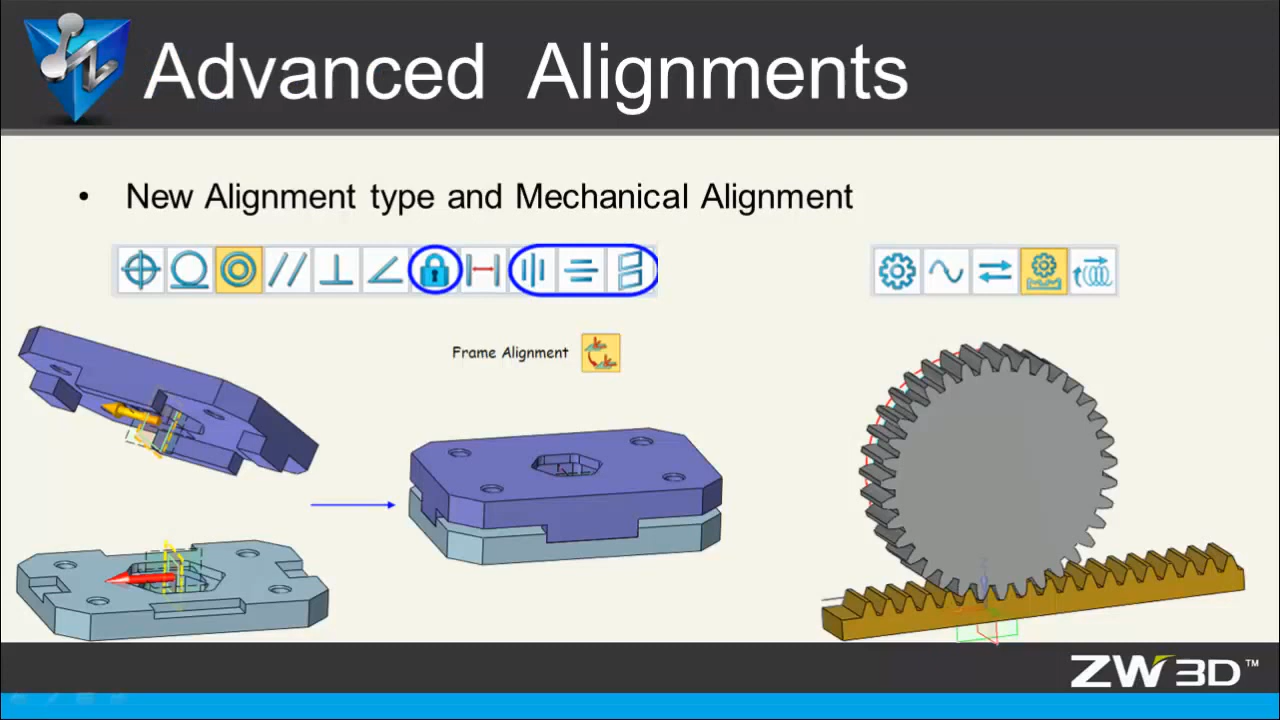 Advanced Alignments
• New Alignment type and Mechanical Alignment
Frame Alignment
ZW3D™